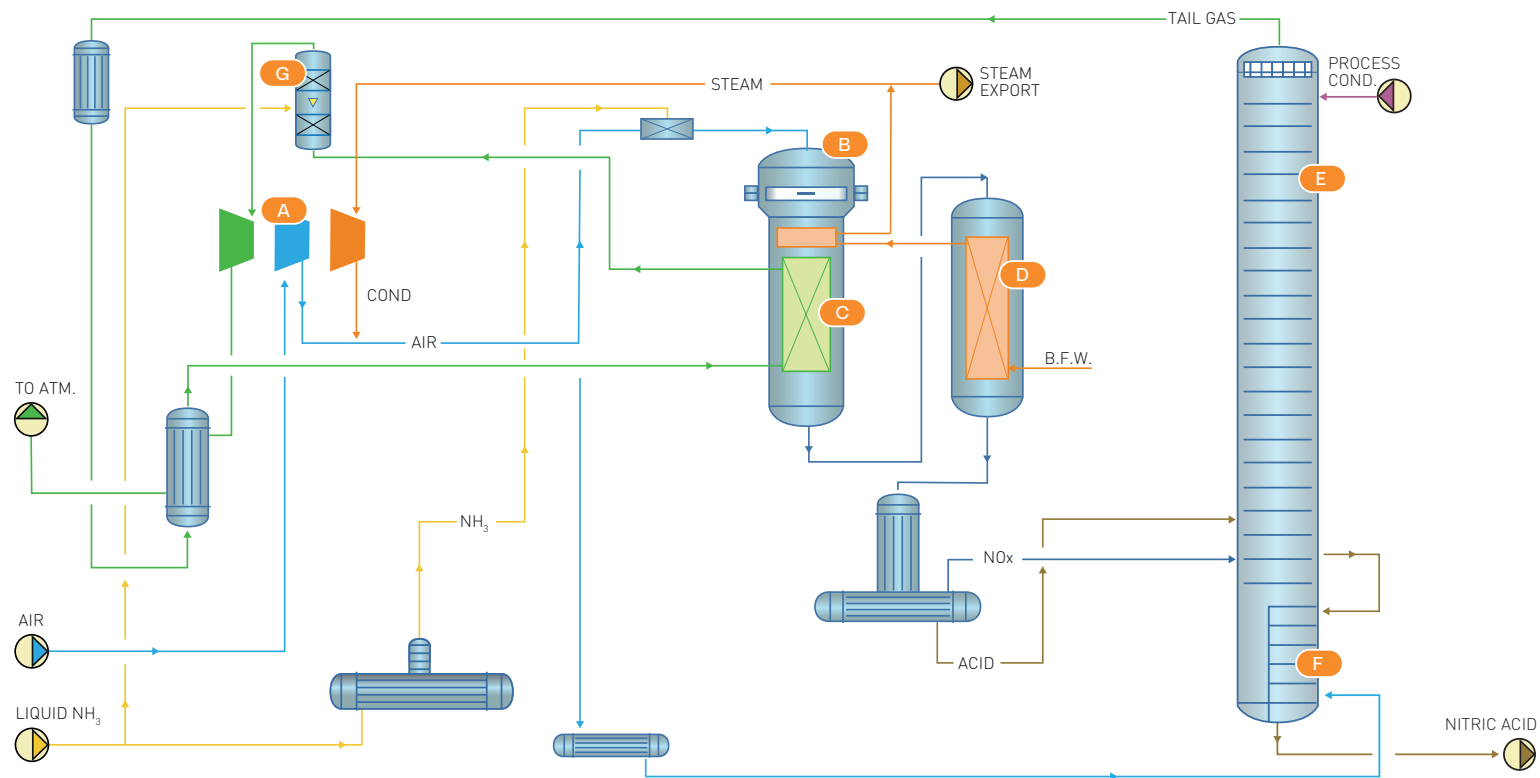 TAIL GAS
G
STEAM
STEAM
EXPORT
PROCESS
COND.
B
E
A
D
COND
C
AIR
B.F.W.
TO ATM.
NH₃
NOx
AIR
ACID
F
LIQUID NH₃
NITRIC ACID